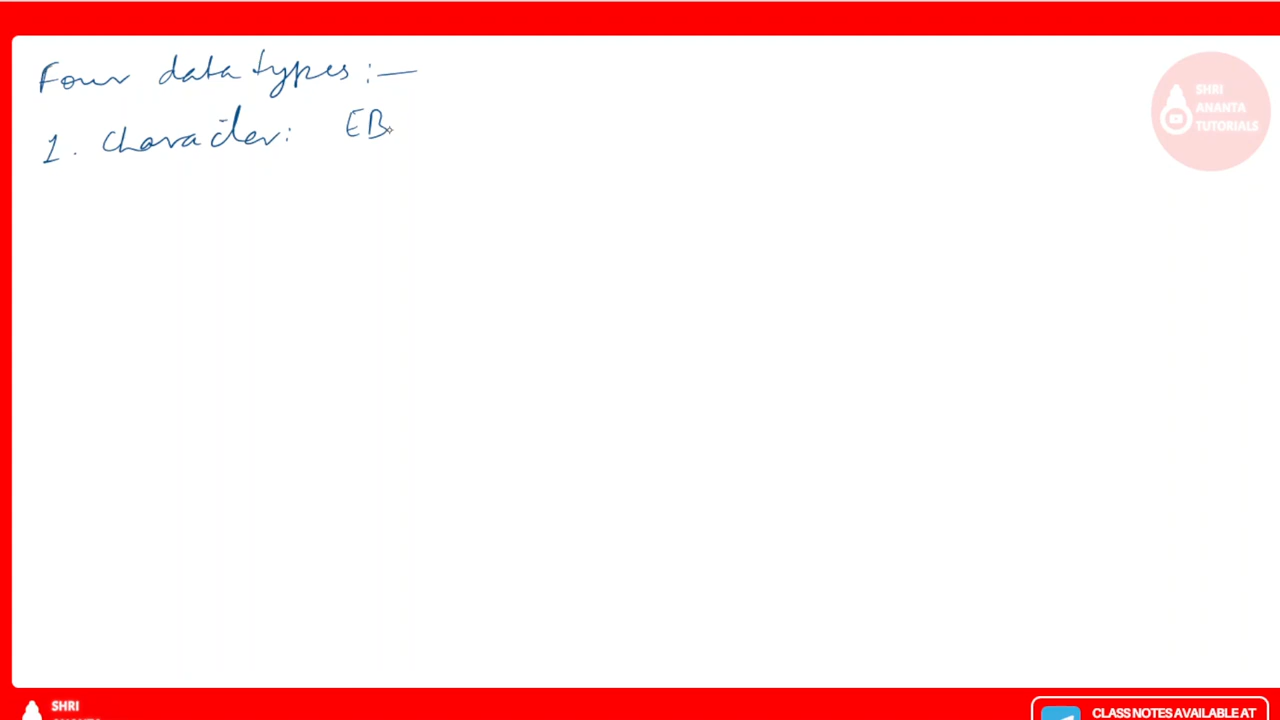 Four data types :—
1. Character: EB
SHRI
ANANTA
TUTORIALS
SHRI
CLASS NOTES AVAILABLE AT